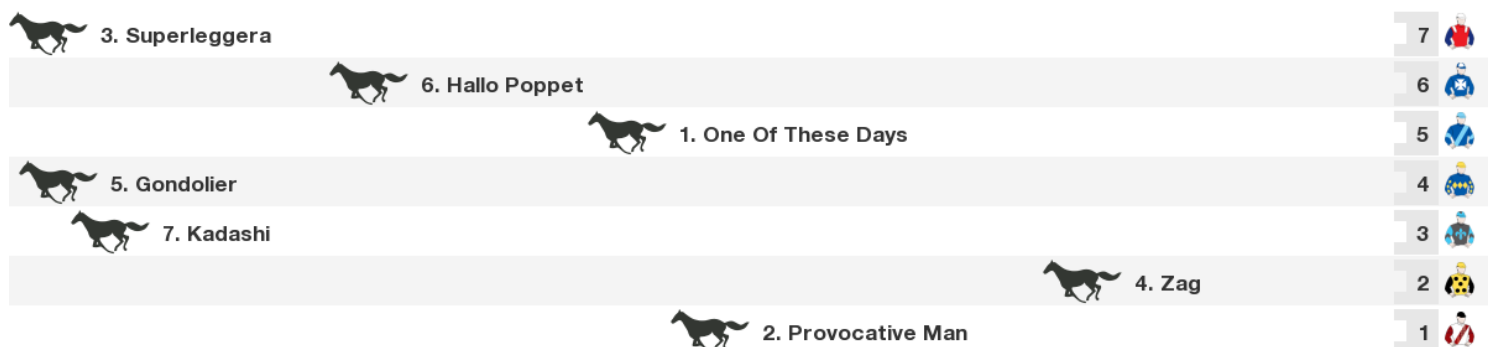 3. Superleggera 7
6. Hallo Poppet 6
1. One Of These Days 5
5. Gondolier 4
7. Kadashi 3
4. Zag 2
2. Provocative Man 1